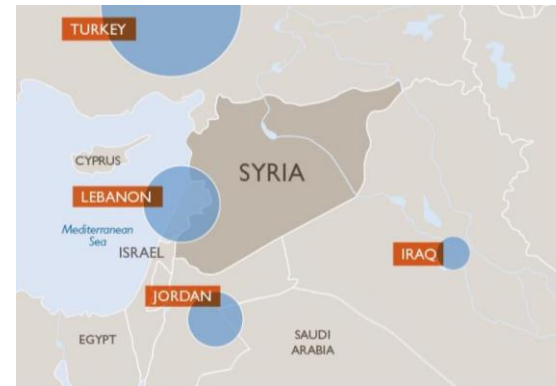 TURKEY
CYPRUS
SYRIA
LEBANON
Mediterranean
Sea
ISRAEL
IRAQ
JORDAN
EGYPT
SAUDI
ARABIA